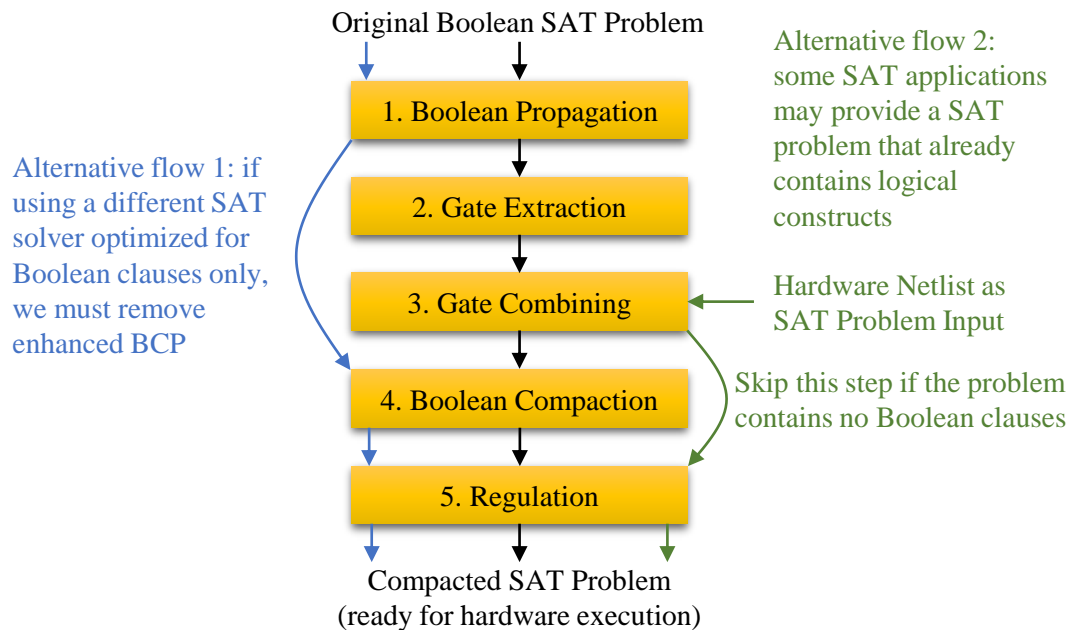 Original Boolean SAT Problem
1. Boolean Propagation
2. Gate Extraction
3. Gate Combining
4. Boolean Compaction
5. Regulation
Compacted SAT Problem
(ready for hardware execution)
Alternative flow 1: if
using a different SAT
solver optimized for
Boolean clauses only,
we must remove
enhanced BCP
Alternative flow 2:
some SAT applications
may provide a SAT
problem that already
contains logical
constructs
Hardware Netlist as
SAT Problem Input
Skip this step if the problem
contains no Boolean clauses